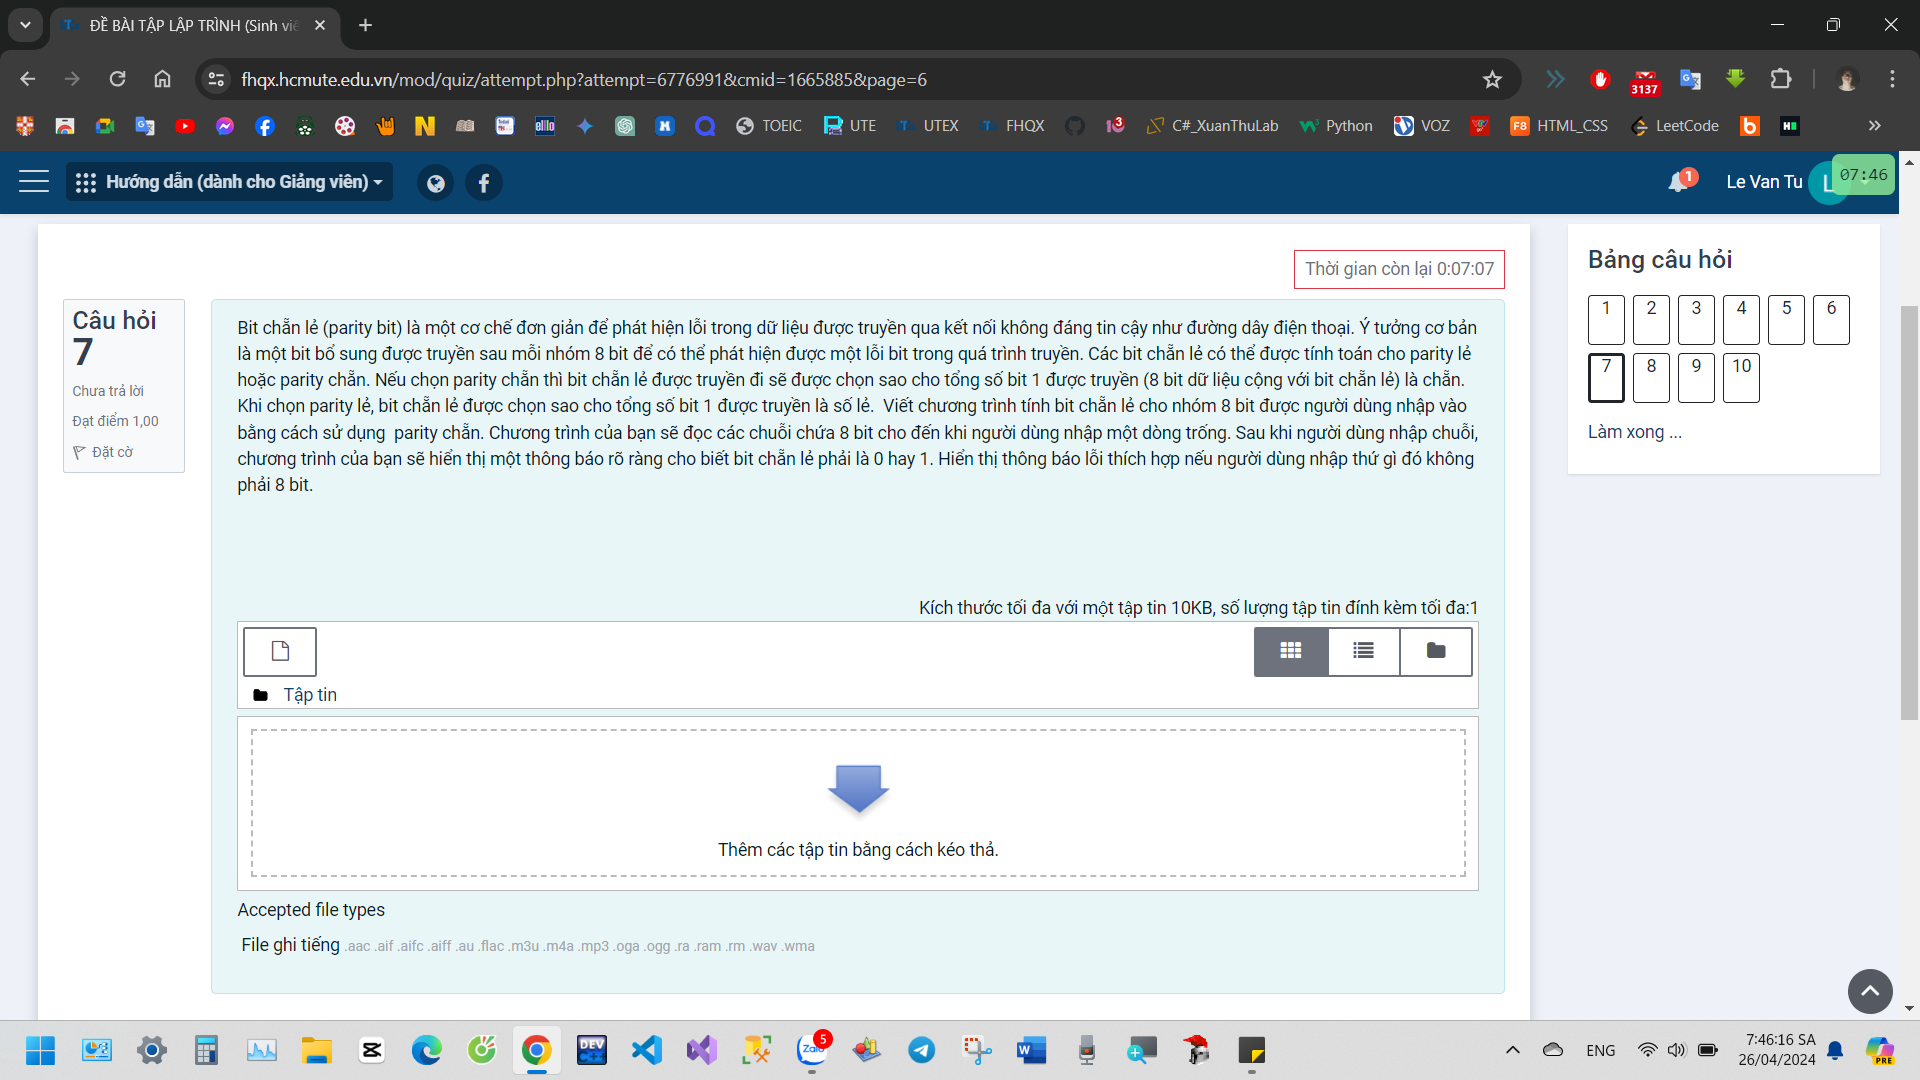 ĐỀ BÀI TẬP LẬP TRÌNH (Sinh viê
fhqx.hcmute.edu.vn/mod/quiz/attempt.php?attempt=6776991&cmid=1665885&page=6
3137
TOEIC
UTE
UTEX
FHQX
C#_XuanThuLab
Python
VOZ
HTML_CSS
LeetCode
Hướng dẫn (dành cho Giảng viên)
1
Le Van Tu
07:46
Thời gian còn lại 0:07:07
Câu hỏi
7
Chưa trả lời
Đạt điểm 1,00
Đặt cờ
Bit chẵn lẻ (parity bit) là một cơ chế đơn giản để phát hiện lỗi trong dữ liệu được truyền qua kết nối không đáng tin cậy như đường dây điện thoại. Ý tưởng cơ bản
là một bit bổ sung được truyền sau mỗi nhóm 8 bit để có thể phát hiện được một lỗi bit trong quá trình truyền. Các bit chẵn lẻ có thể được tính toán cho parity lẻ
hoặc parity chẵn. Nếu chọn parity chẵn thì bit chẵn lẻ được truyền đi sẽ được chọn sao cho tổng số bit 1 được truyền (8 bit dữ liệu cộng với bit chẵn lẻ) là chẵn.
Khi chọn parity lẻ, bit chẵn lẻ được chọn sao cho tổng số bit 1 được truyền là số lẻ. Viết chương trình tính bit chẵn lẻ cho nhóm 8 bit được người dùng nhập vào
bằng cách sử dụng parity chẵn. Chương trình của bạn sẽ đọc các chuỗi chứa 8 bit cho đến khi người dùng nhập một dòng trống. Sau khi người dùng nhập chuỗi,
chương trình của bạn sẽ hiển thị một thông báo rõ ràng cho biết bit chẵn lẻ phải là 0 hay 1. Hiển thị thông báo lỗi thích hợp nếu người dùng nhập thứ gì đó không
phải 8 bit.
Kích thước tối đa với một tập tin 10KB, số lượng tập tin đính kèm tối đa:1
Tập tin
Thêm các tập tin bằng cách kéo thả.
Accepted file types
File ghi tiếng .aac .aif .aifc .aiff .au .flac .m3u .m4a .mp3 .oga .ogg .ra .ram .rm .wav .wma
Bảng câu hỏi
1 2 3 4 5 6
7 8 9 10
Làm xong ...
5
ENG
7:46:16 SA
26/04/2024